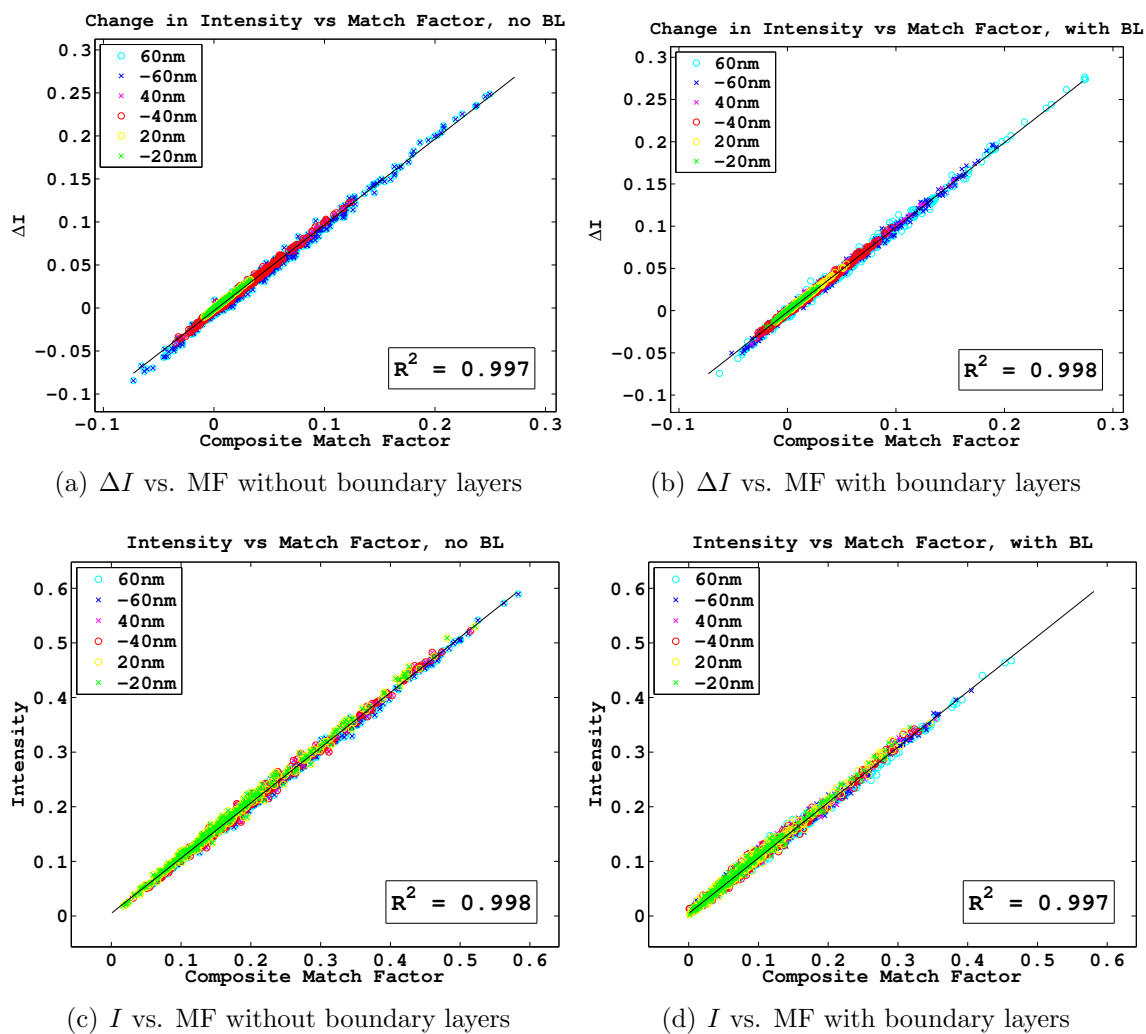 Change in Intensity vs Match Factor, no BL
0.3
0.25
0.2
0.15
0.1
0.05
0
−0.05
−0.1
ΔI
60nm
−60nm
40nm
−40nm
20nm
−20nm
R² = 0.997
−0.1 0 0.1 0.2 0.3
Composite Match Factor
(a) ΔI vs. MF without boundary layers
Change in Intensity vs Match Factor, with BL
0.3
0.25
0.2
0.15
0.1
0.05
0
−0.05
−0.1
ΔI
60nm
−60nm
40nm
−40nm
20nm
−20nm
R² = 0.998
−0.1 0 0.1 0.2 0.3
Composite Match Factor
(b) ΔI vs. MF with boundary layers
Intensity vs Match Factor, no BL
0.6
0.5
0.4
0.3
0.2
0.1
0
Intensity
60nm
−60nm
40nm
−40nm
20nm
−20nm
R² = 0.998
0 0.1 0.2 0.3 0.4 0.5 0.6
Composite Match Factor
(c) I vs. MF without boundary layers
Intensity vs Match Factor, with BL
0.6
0.5
0.4
0.3
0.2
0.1
0
Intensity
60nm
−60nm
40nm
−40nm
20nm
−20nm
R² = 0.997
0 0.1 0.2 0.3 0.4 0.5 0.6
Composite Match Factor
(d) I vs. MF with boundary layers